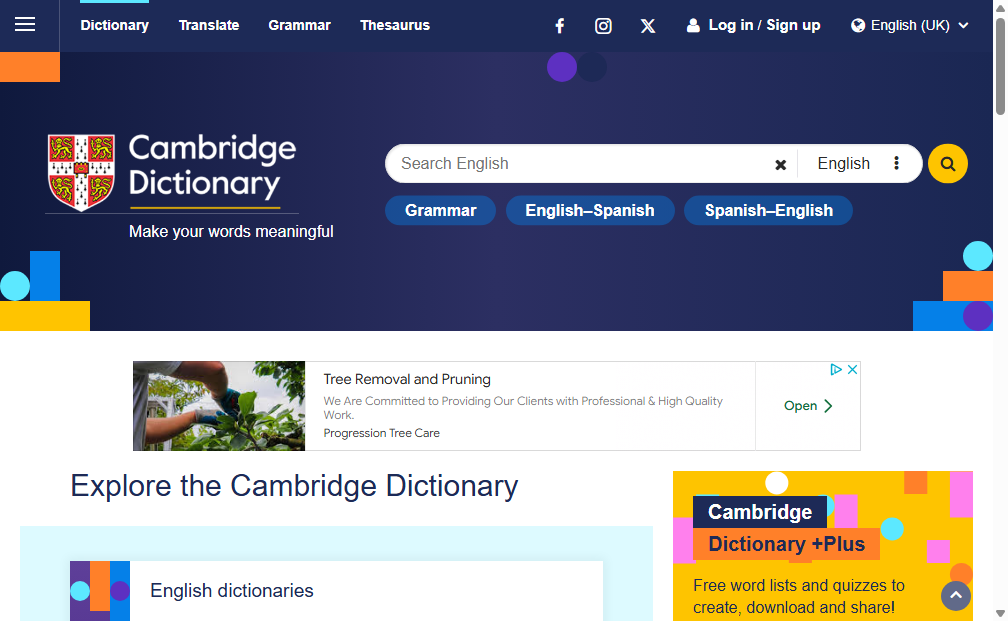 Dictionary Translate Grammar Thesaurus Log in / Sign up English (UK)
Cambridge
Dictionary
Make your words meaningful
Search English English
Grammar English–Spanish Spanish–English
Tree Removal and Pruning
We Are Committed to Providing Our Clients with Professional & High Quality
Work.
Progression Tree Care
Open
Explore the Cambridge Dictionary
English dictionaries
Cambridge
Dictionary +Plus
Free word lists and quizzes to
create, download and share!